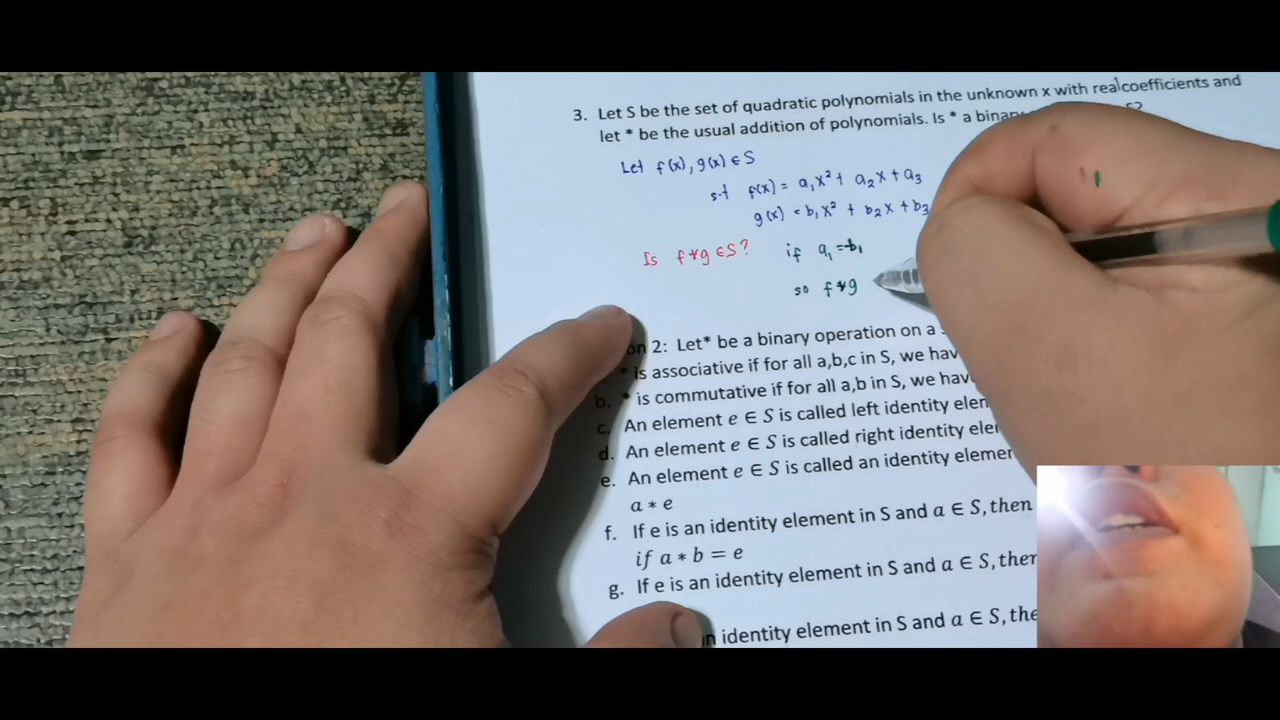 3. Let S be the set of quadratic polynomials in the unknown x with real coefficients and
let * be the usual addition of polynomials. Is * a binary S?
Let f(x), g(x) ∈ S
s.t f(x) = a₁x² + a₂x + a₃
g(x) = b₁x² + b₂x + b₃
Is f*g ∈ S? if a₁=-b₁
so f*g
2: Let* be a binary operation on a
* is associative if for all a,b,c in S, we hav
b. * is commutative if for all a,b in S, we have
c. An element e ∈ S is called left identity elem
d. An element e ∈ S is called right identity ele
e. An element e ∈ S is called an identity elemen
a * e
f. If e is an identity element in S and a ∈ S, then
if a * b = e
g. If e is an identity element in S and a ∈ S, then
identity element in S and a ∈ S, the